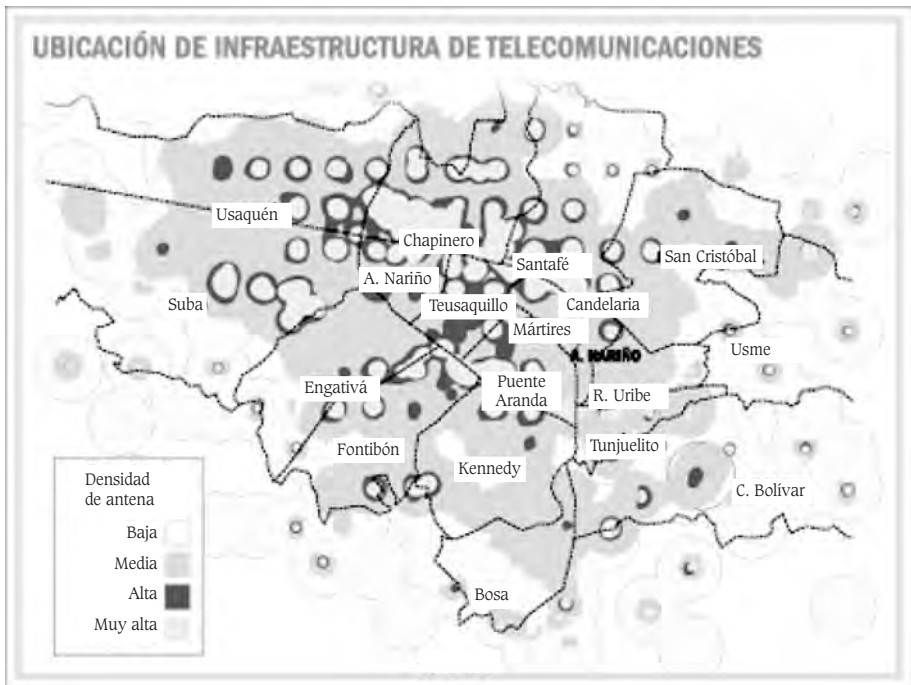 UBICACIÓN DE INFRAESTRUCTURA DE TELECOMUNICACIONES
Usaquén
Chapinero
Santafé
San Cristóbal
A. Nariño
Suba
Teusaquillo
Candelaria
Mártires
Usme
A. NARIÑO
Engativá
Puente
Aranda
R. Uribe
Fontibón
Kennedy
Tunjuelito
C. Bolívar
Bosa
Densidad
de antena
Baja
Media
Alta
Muy alta